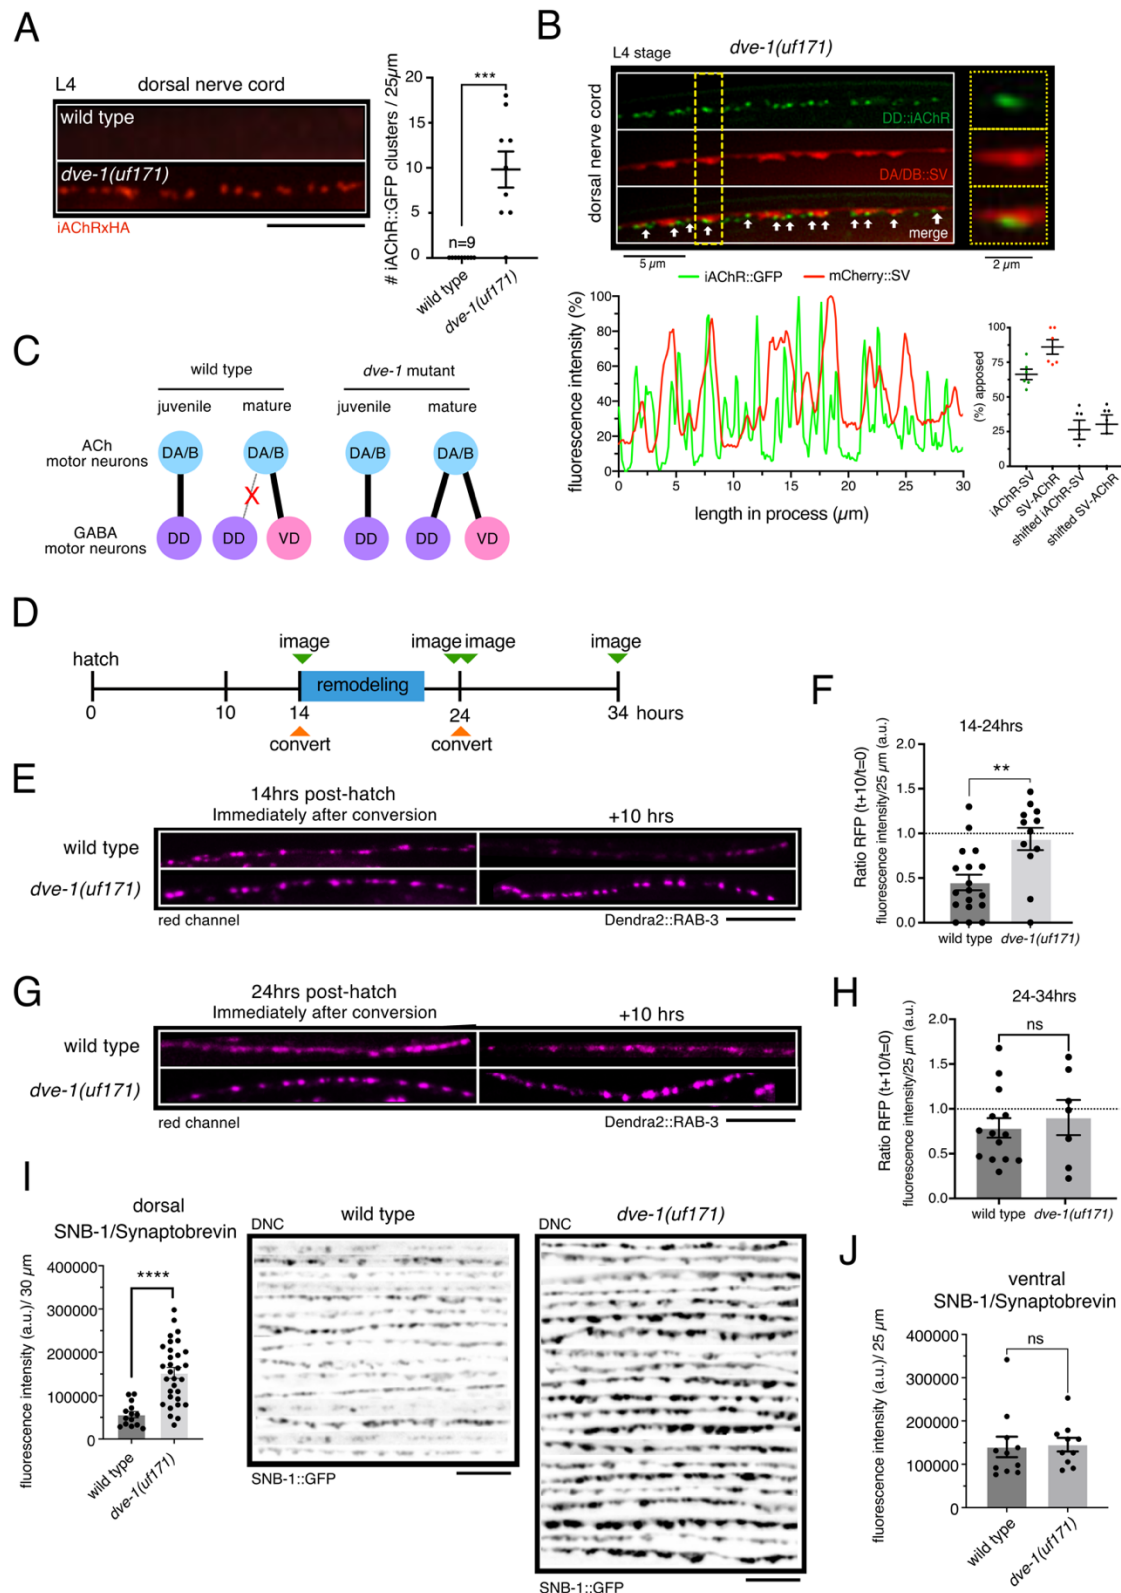 A
L4 dorsal nerve cord
wild type
dve-1(uf171)
iAChRxHA
# iAChR::GFP clusters / 25µm
20
15
10
5
0
***
n=9
wild type
dve-1(uf171)
B
L4 stage dve-1(uf171)
dorsal nerve cord
DD::iAChR
DA/DB::SV
merge
5 µm
2 µm
iAChR::GFP mCherry::SV
fluorescence intensity (%)
100
80
60
40
20
0
0 5 10 15 20 25 30
length in process (µm)
(%) apposed
100
75
50
25
0
iAChR-SV
SV-AChR
shifted iAChR-SV
shifted SV-AChR
C
wild type dve-1 mutant
juvenile mature juvenile mature
ACh
motor neurons
DA/B DA/B DA/B DA/B
X
GABA
motor neurons
DD DD VD DD DD VD
D
image image image image
hatch
remodeling
0 10 14 24 34 hours
convert convert
E
14hrs post-hatch
Immediately after conversion +10 hrs
wild type
dve-1(uf171)
red channel Dendra2::RAB-3
F
14-24hrs
Ratio RFP (t+10/t=0)
fluorescence intensity/25 µm (a.u.)
2.0
1.5
1.0
0.5
0.0
**
wild type dve-1(uf171)
G
24hrs post-hatch
Immediately after conversion +10 hrs
wild type
dve-1(uf171)
red channel Dendra2::RAB-3
H
24-34hrs
Ratio RFP (t+10/t=0)
fluorescence intensity/25 µm (a.u.)
2.0
1.5
1.0
0.5
0.0
ns
wild type dve-1(uf171)
I
dorsal
SNB-1/Synaptobrevin
fluorescence intensity (a.u.)/ 30 µm
400000
300000
200000
100000
0
****
wild type
dve-1(uf171)
wild type
DNC
SNB-1::GFP
dve-1(uf171)
DNC
SNB-1::GFP
J
ventral
SNB-1/Synaptobrevin
fluorescence intensity (a.u.)/ 25 µm
400000
300000
200000
100000
0
ns
wild type
dve-1(uf171)